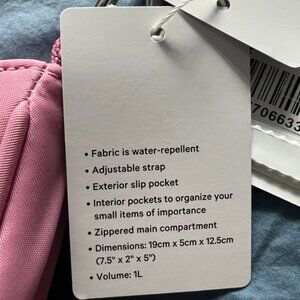 • Fabric is water-repellent
• Adjustable strap
• Exterior slip pocket
• Interior pockets to organize your
small items of importance
• Zippered main compartment
• Dimensions: 19cm x 5cm x 12.5cm
(7.5" x 2" x 5")
• Volume: 1L
706633